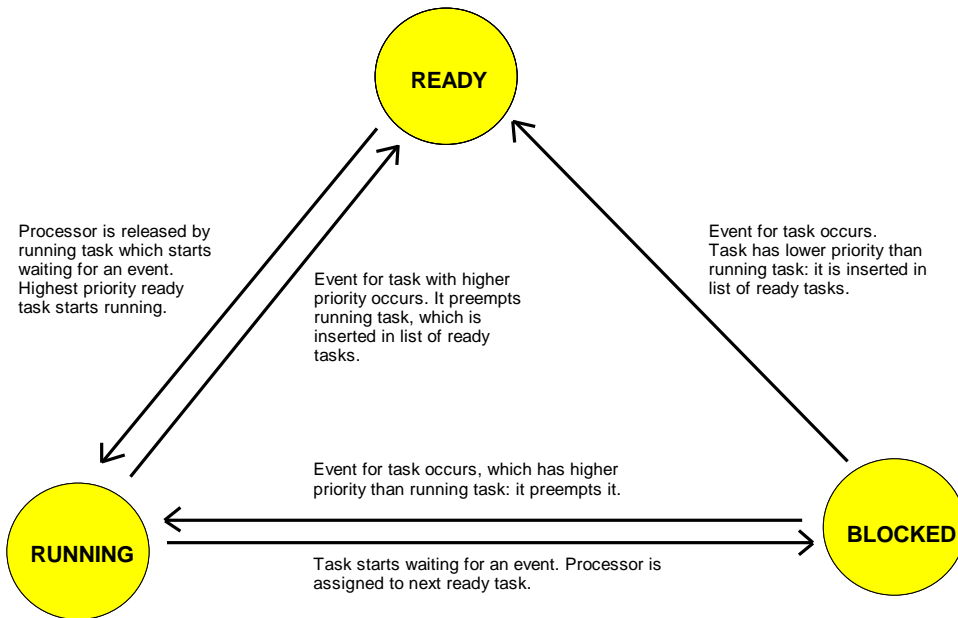 READY
Processor is released by
running task which starts
waiting for an event.
Highest priority ready
task starts running.
Event for task with higher
priority occurs. It preempts
running task, which is
inserted in list of ready
tasks.
Event for task occurs.
Task has lower priority than
running task: it is inserted in
list of ready tasks.
Event for task occurs, which has higher
priority than running task: it preempts it.
RUNNING
BLOCKED
Task starts waiting for an event. Processor is
assigned to next ready task.